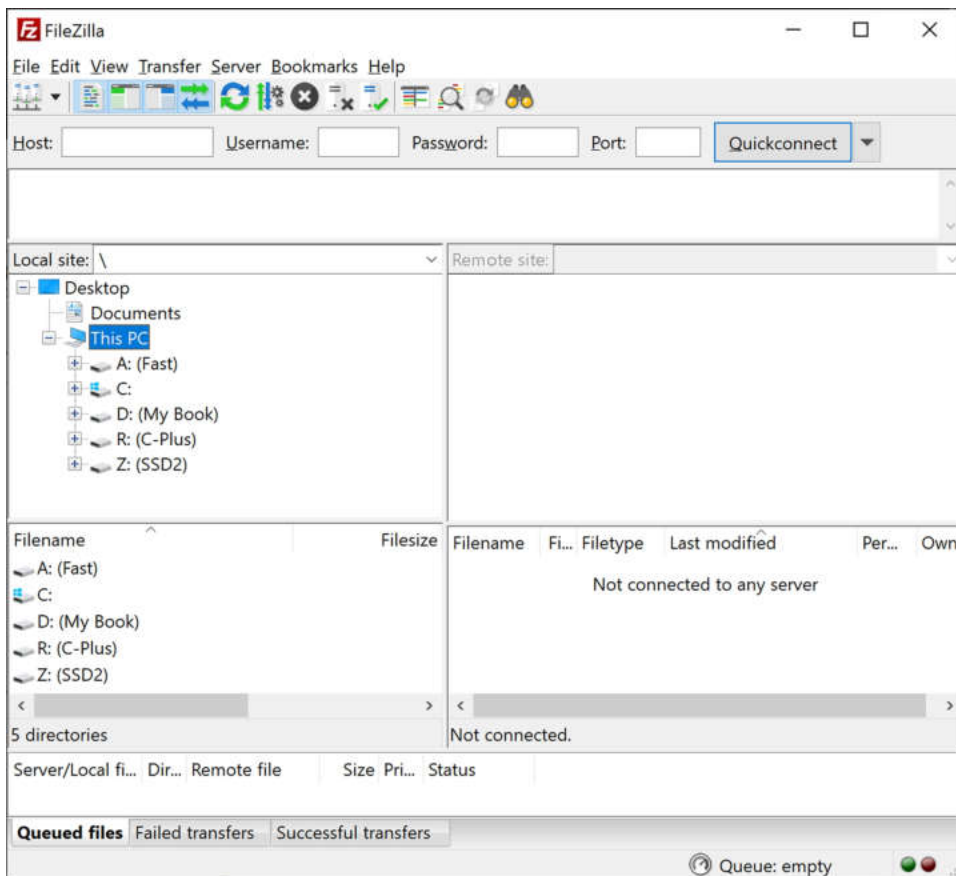 FileZilla
File Edit View Transfer Server Bookmarks Help
Host: Username: Password: Port: Quickconnect
Local site: \
Remote site:
Desktop
Documents
This PC
A: (Fast)
C:
D: (My Book)
R: (C-Plus)
Z: (SSD2)
Filename Filesize
A: (Fast)
C:
D: (My Book)
R: (C-Plus)
Z: (SSD2)
5 directories
Filename Fi... Filetype Last modified Per... Own
Not connected to any server
Not connected.
Server/Local fi... Dir... Remote file Size Pri... Status
Queued files Failed transfers Successful transfers
Queue: empty